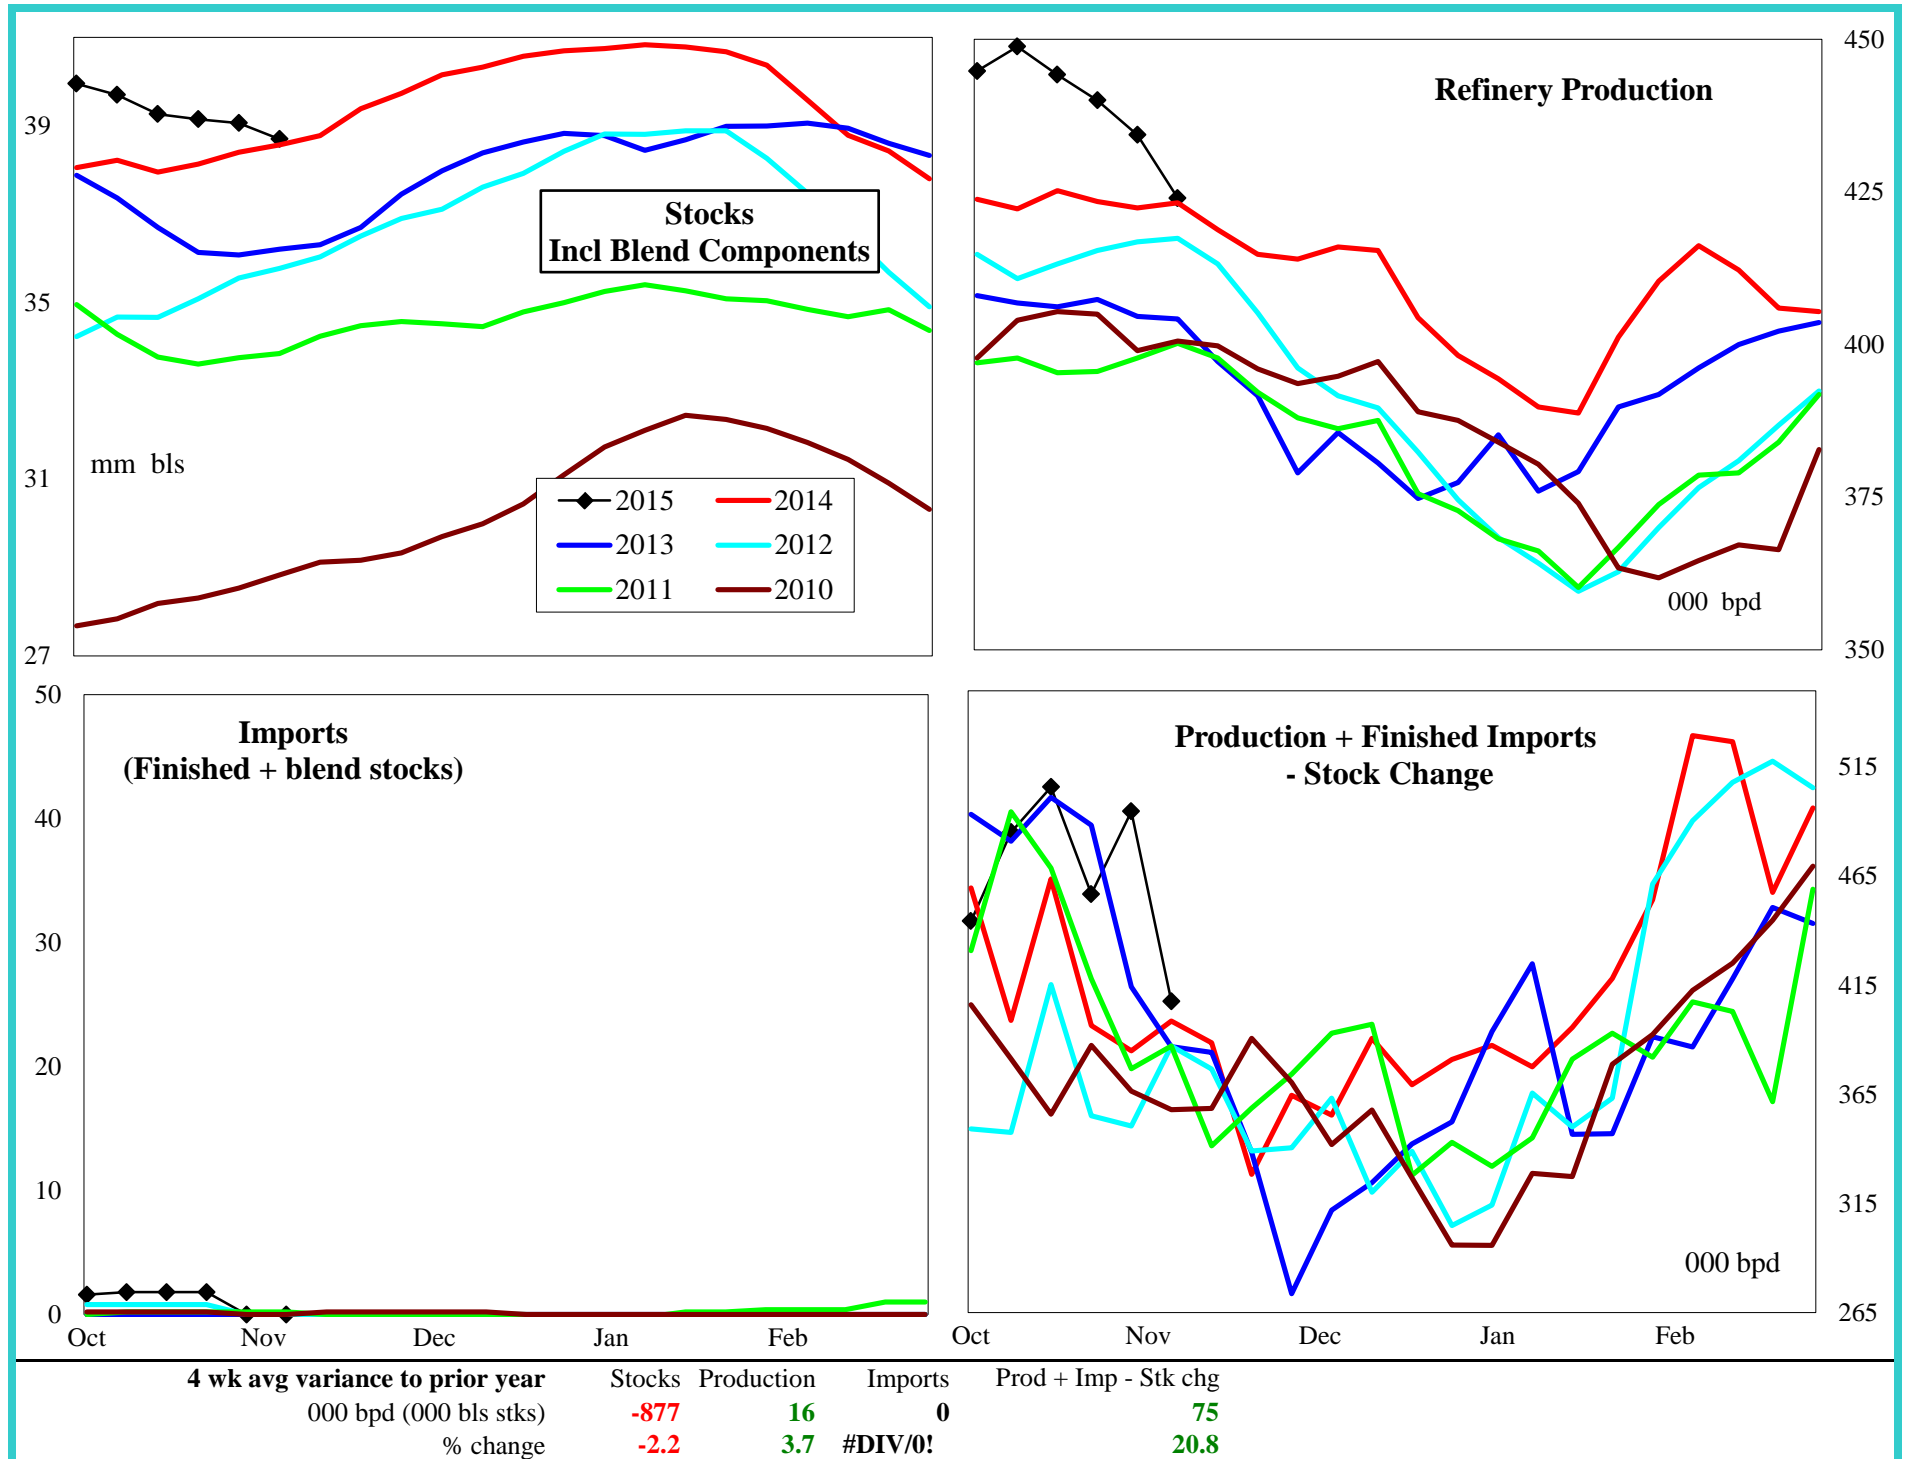 39
35
31
27
Stocks
Incl Blend Components
mm bls
2015 2014
2013 2012
2011 2010
Refinery Production
450
425
400
375
350
000 bpd
Imports
(Finished + blend stocks)
50
40
30
20
10
0
Oct Nov Dec Jan Feb
Production + Finished Imports
- Stock Change
515
465
415
365
315
265
000 bpd
Oct Nov Dec Jan Feb
4 wk avg variance to prior year Stocks Production Imports Prod + Imp - Stk chg
000 bpd (000 bls stks) -877 16 0 75
% change -2.2 3.7 #DIV/0! 20.8